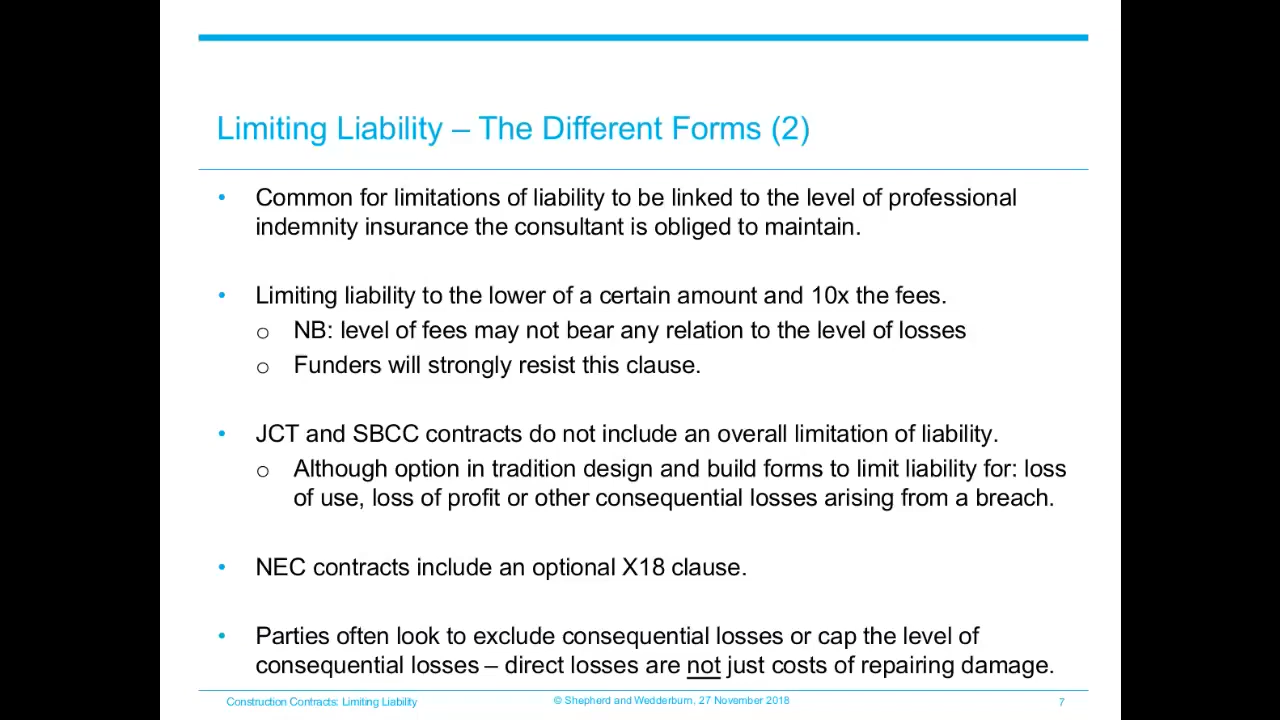 Limiting Liability – The Different Forms (2)
• Common for limitations of liability to be linked to the level of professional
indemnity insurance the consultant is obliged to maintain.
• Limiting liability to the lower of a certain amount and 10x the fees.
o NB: level of fees may not bear any relation to the level of losses
o Funders will strongly resist this clause.
• JCT and SBCC contracts do not include an overall limitation of liability.
o Although option in tradition design and build forms to limit liability for: loss
of use, loss of profit or other consequential losses arising from a breach.
• NEC contracts include an optional X18 clause.
• Parties often look to exclude consequential losses or cap the level of
consequential losses – direct losses are not just costs of repairing damage.
Construction Contracts: Limiting Liability © Shepherd and Wedderburn, 27 November 2018 7